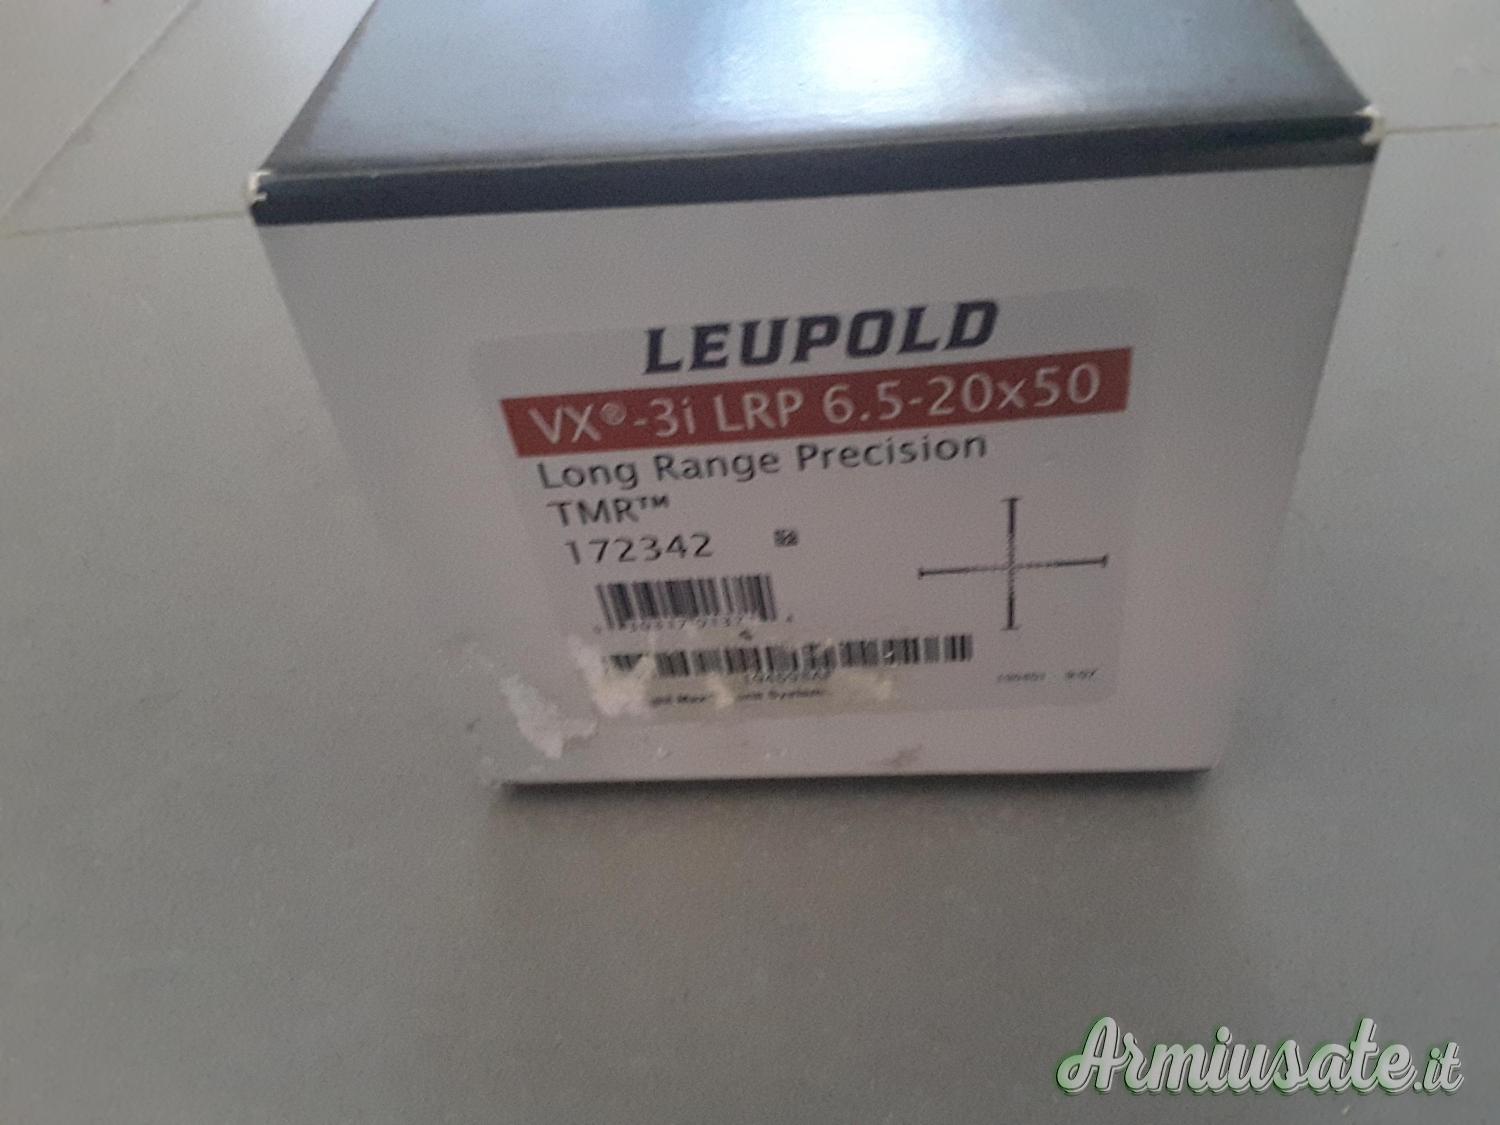 LEUPOLD
VX®-3i LRP 6.5-20x50
Long Range Precision
TMR™
172342
Armiusate.it